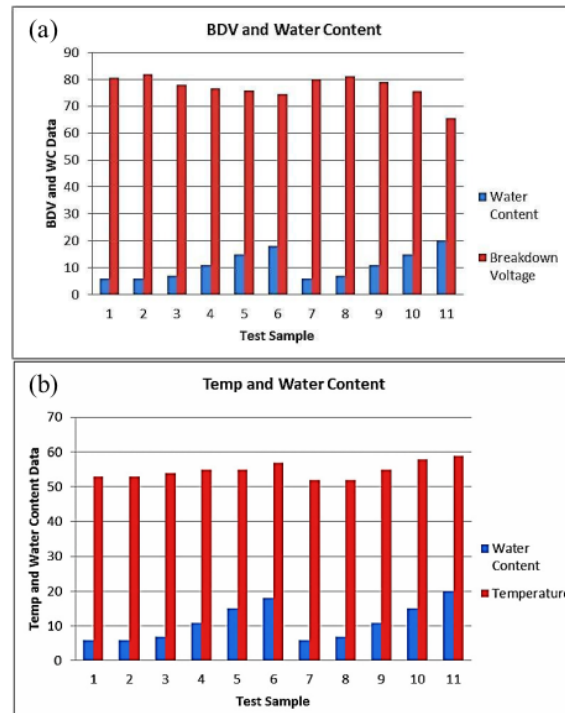 (a)
BDV and Water Content
BDV and WC Data
90
80
70
60
50
40
30
20
10
0
1 2 3 4 5 6 7 8 9 10 11
Test Sample
Water
Content
Breakdown
Voltage
(b)
Temp and Water Content
Temp and Water Content Data
70
60
50
40
30
20
10
0
1 2 3 4 5 6 7 8 9 10 11
Test Sample
Water
Content
Temperature